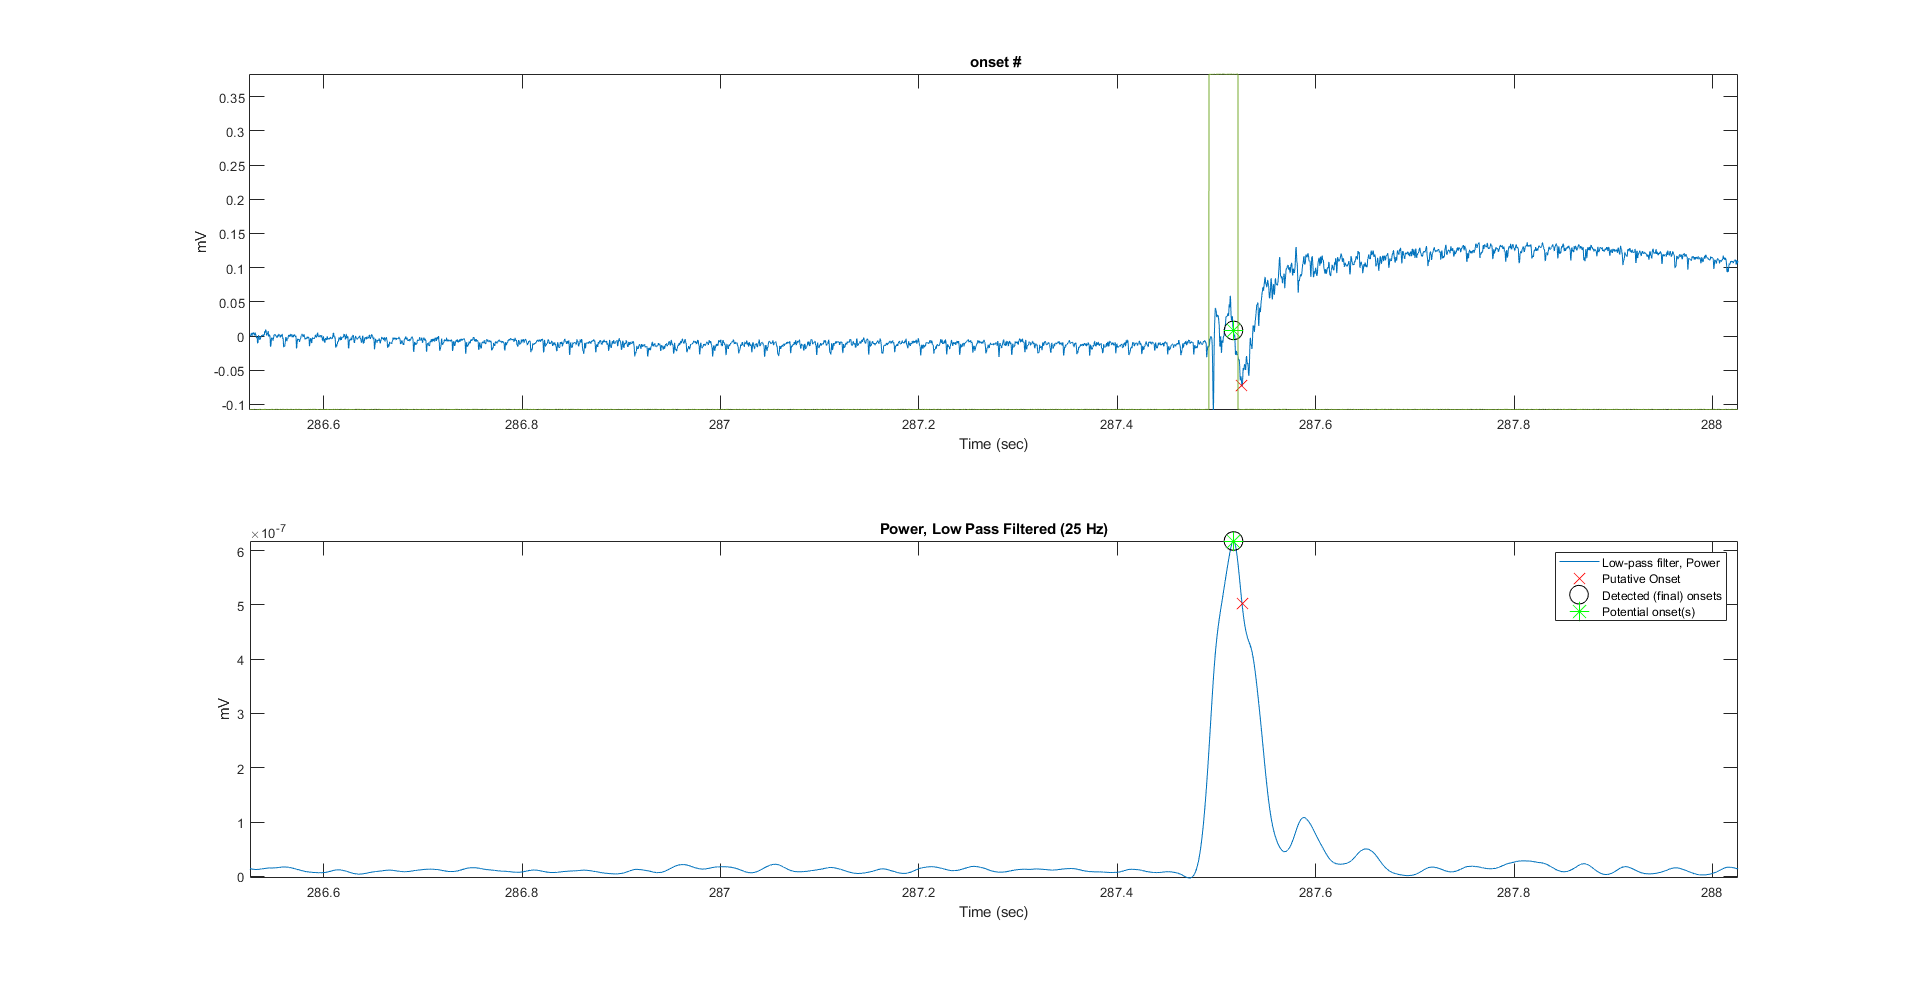 onset #
mV
0.35
0.3
0.25
0.2
0.15
0.1
0.05
0
-0.05
-0.1
286.6 286.8 287 287.2 287.4 287.6 287.8 288
Time (sec)
Power, Low Pass Filtered (25 Hz)
×10-7
mV
6
5
4
3
2
1
0
Low-pass filter, Power
Putative Onset
Detected (final) onsets
Potential onset(s)
286.6 286.8 287 287.2 287.4 287.6 287.8 288
Time (sec)